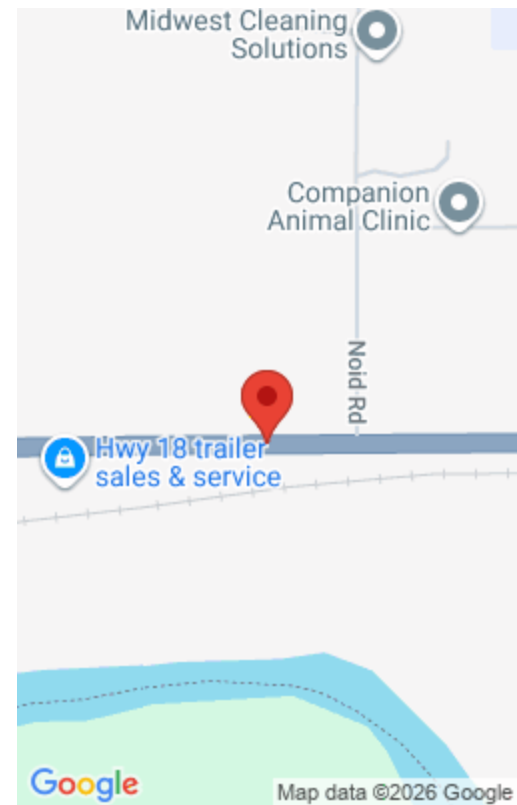 Midwest Cleaning
Solutions
Companion
Animal Clinic
Noid Rd
Hwy 18 trailer
sales & service
Google
Map data ©2026 Google